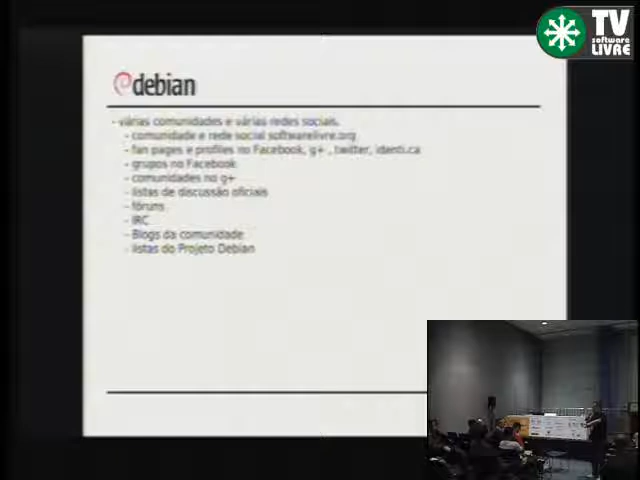 TV
software
LIVRE
debian
- várias comunidades e várias redes sociais.
- comunidade e rede social softwarelivre.org
- fan pages e profiles no Facebook, g+ , twitter, identi.ca
- grupos no Facebook
- comunidades no g+
- listas de discussão oficiais
- fóruns
- IRC
- Blogs da comunidade
- listas do Projeto Debian